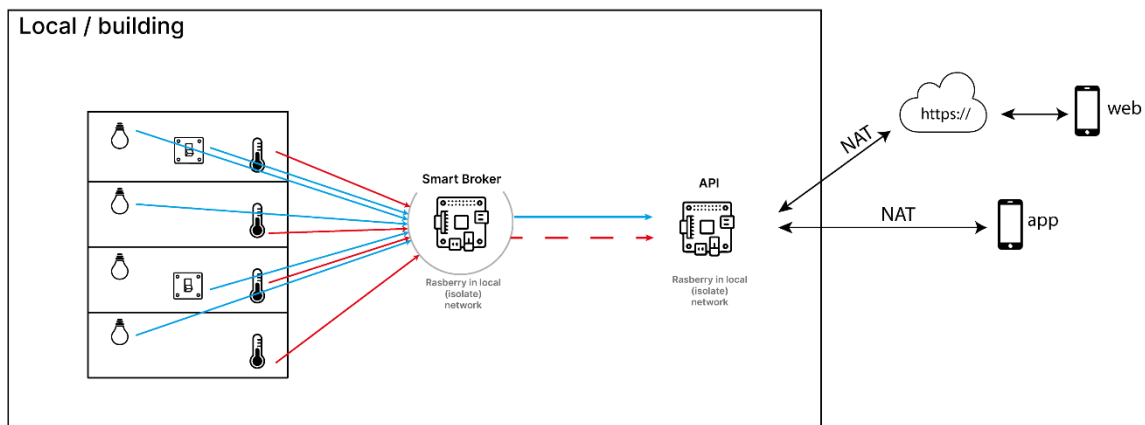 Local / building
Smart Broker
Rasberry in local
(isolate)
network
API
Rasberry in local
(isolate)
network
NAT
https://
web
NAT
app